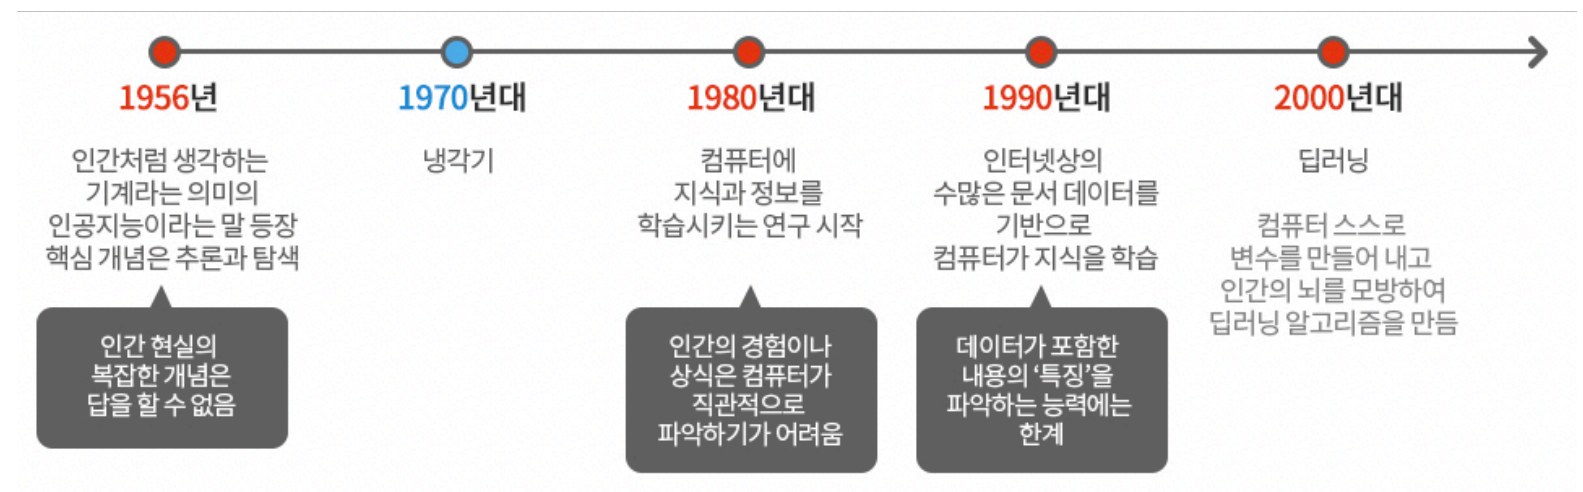 1956년
인간처럼 생각하는
기계라는 의미의
인공지능이라는 말 등장
핵심 개념은 추론과 탐색
인간 현실의
복잡한 개념은
답을 할 수 없음
1970년대
냉각기
1980년대
컴퓨터에
지식과 정보를
학습시키는 연구 시작
인간의 경험이나
상식은 컴퓨터가
직관적으로
파악하기가 어려움
1990년대
인터넷상의
수많은 문서 데이터를
기반으로
컴퓨터가 지식을 학습
데이터가 포함한
내용의 ‘특징’을
파악하는 능력에는
한계
2000년대
딥러닝
컴퓨터 스스로
변수를 만들어 내고
인간의 뇌를 모방하여
딥러닝 알고리즘을 만듬